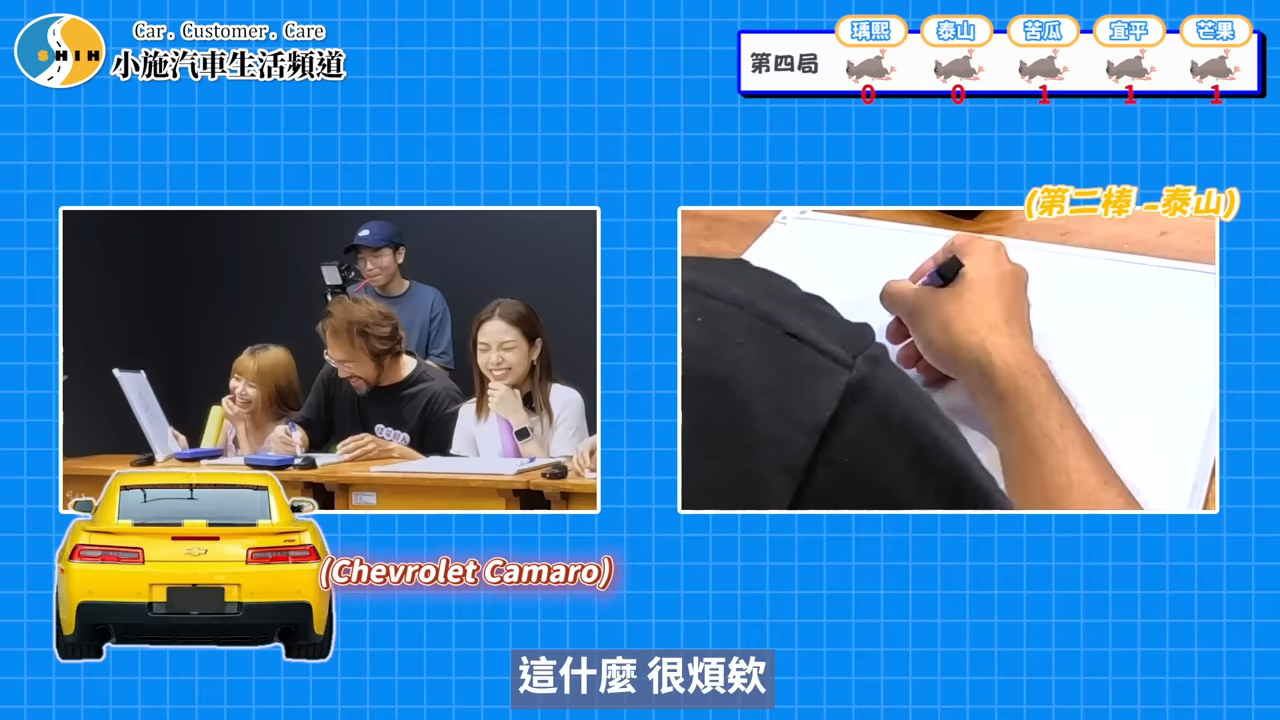 SHIH
Car . Customer . Care
小施汽車生活頻道
第四局
瑀熙 泰山 苦瓜 宜平 芒果
0 0 1 1 1
(第二棒 -泰山)
(Chevrolet Camaro)
這什麼 很煩欸